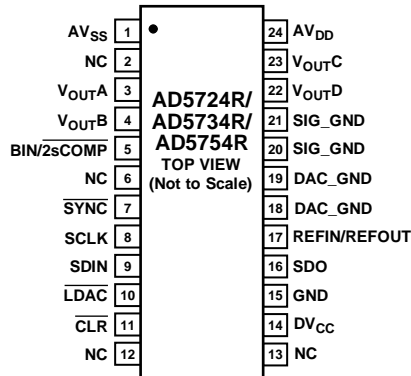 AVSS 1
NC 2
VOUTA 3
VOUTB 4
BIN/2sCOMP 5
NC 6
SYNC 7
SCLK 8
SDIN 9
LDAC 10
CLR 11
NC 12
AD5724R/
AD5734R/
AD5754R
TOP VIEW
(Not to Scale)
24 AVDD
23 VOUTC
22 VOUTD
21 SIG_GND
20 SIG_GND
19 DAC_GND
18 DAC_GND
17 REFIN/REFOUT
16 SDO
15 GND
14 DVCC
13 NC